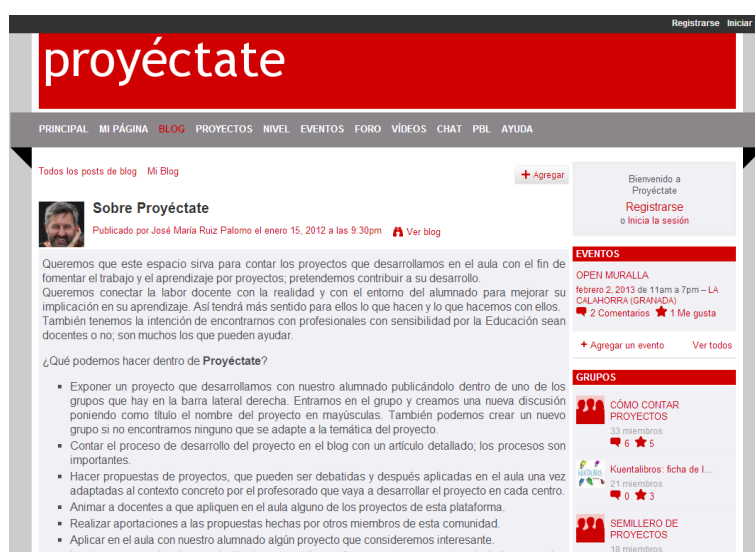 Registrarse Iniciar
proyéctate
PRINCIPAL MI PÁGINA BLOG PROYECTOS NIVEL EVENTOS FORO VÍDEOS CHAT PBL AYUDA
Todos los posts de blog Mi Blog
+ Agregar
Sobre Proyéctate
Publicado por José María Ruiz Palomo el enero 15, 2012 a las 9:30pm Ver blog
Queremos que este espacio sirva para contar los proyectos que desarrollamos en el aula con el fin de
fomentar el trabajo y el aprendizaje por proyectos; pretendemos contribuir a su desarrollo.
Queremos conectar la labor docente con la realidad y con el entorno del alumnado para mejorar su
implicación en su aprendizaje. Así tendrá más sentido para ellos lo que hacen y lo que hacemos con ellos.
También tenemos la intención de encontrarnos con profesionales con sensibilidad por la Educación sean
docentes o no; son muchos los que pueden ayudar.
¿Qué podemos hacer dentro de Proyéctate?
Exponer un proyecto que desarrollamos con nuestro alumnado publicándolo dentro de uno de los
grupos que hay en la barra lateral derecha. Entramos en el grupo y creamos una nueva discusión
poniendo como título el nombre del proyecto en mayúsculas. También podemos crear un nuevo
grupo si no encontramos ninguno que se adapte a la temática del proyecto.
Contar el proceso de desarrollo del proyecto en el blog con un artículo detallado; los procesos son
importantes.
Hacer propuestas de proyectos, que pueden ser debatidas y después aplicadas en el aula una vez
adaptadas al contexto concreto por el profesorado que vaya a desarrollar el proyecto en cada centro.
Animar a docentes a que apliquen en el aula alguno de los proyectos de esta plataforma.
Realizar aportaciones a las propuestas hechas por otros miembros de esta comunidad.
Aplicar en el aula con nuestro alumnado algún proyecto que consideremos interesante.
Bienvenido a
Proyéctate
Registrarse
o Inicia la sesión
EVENTOS
OPEN MURALLA
febrero 2, 2013 de 11am a 7pm – LA
CALAHORRA (GRANADA)
2 Comentarios 1 Me gusta
+ Agregar un evento Ver todos
GRUPOS
CÓMO CONTAR
PROYECTOS
33 miembros
6 5
Kuentalibros: ficha de l...
21 miembros
0 3
SEMILLERO DE
PROYECTOS
18 miembros